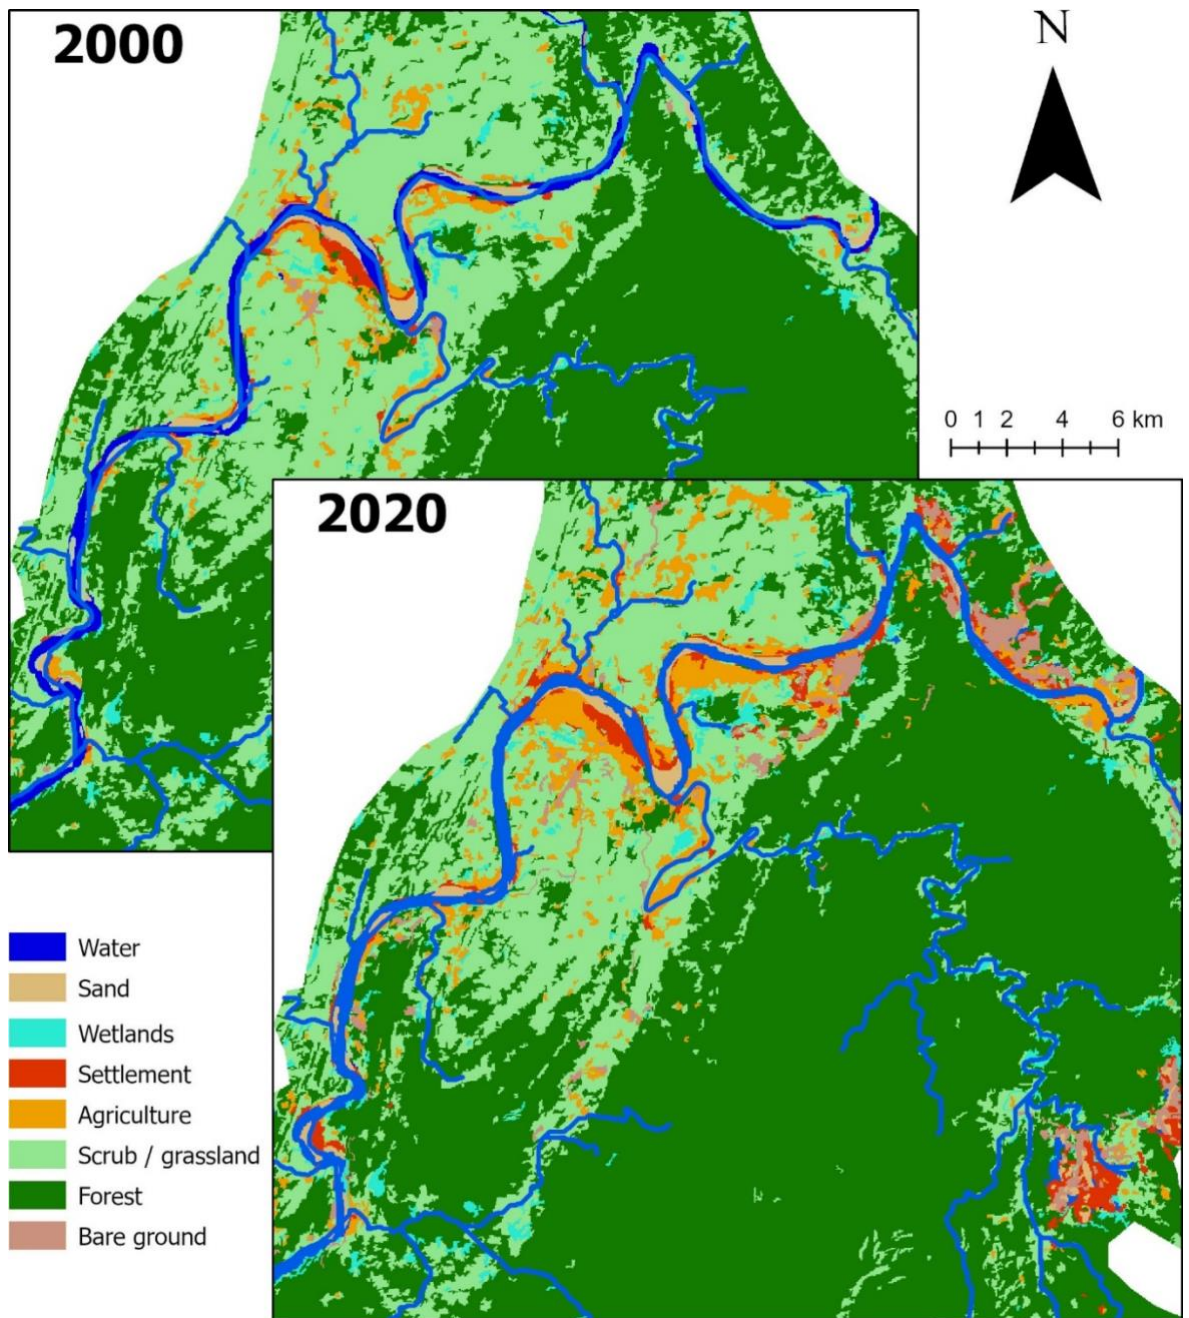 2000
N
0 1 2 4 6 km
2020
Water
Sand
Wetlands
Settlement
Agriculture
Scrub / grassland
Forest
Bare ground